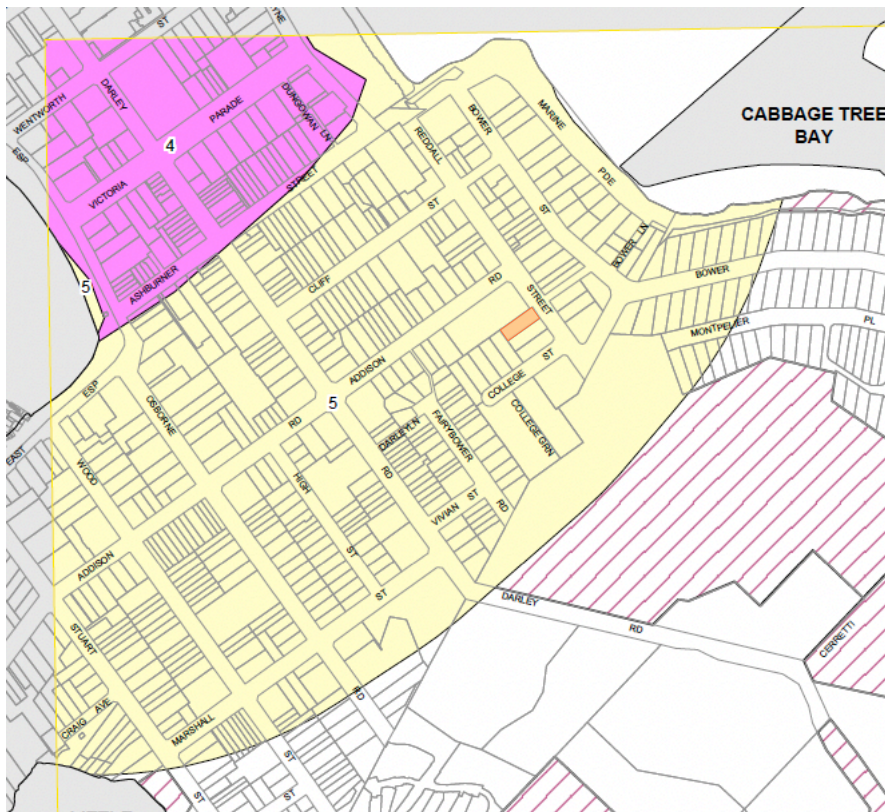 ST
YNE
WENTWORTH
DARLEY
ESP
PARADE
DUNGOWAN LN
4
VICTORIA
STREET
ASHBURNER
5
BOWER
MARINE
PDE
CABBAGE TREE
BAY
REDDALL
ST
ST
BOWER LN
CLIFF
RD
STREET
BOWER
MONTPELIER
PL
ADDISON
ST
COLLEGE
ESP
OSBORNE
5
RD
DARLEY LN
FAIRYBOWER
COLLEGE GRN
EAST
WOOD
HIGH
RD
ST
RD
VIVIAN
ST
ADDISON
ST
DARLEY
RD
CERRETTI
STUART
CRAIG AVE
MARSHALL
RD
ST
ST
ST